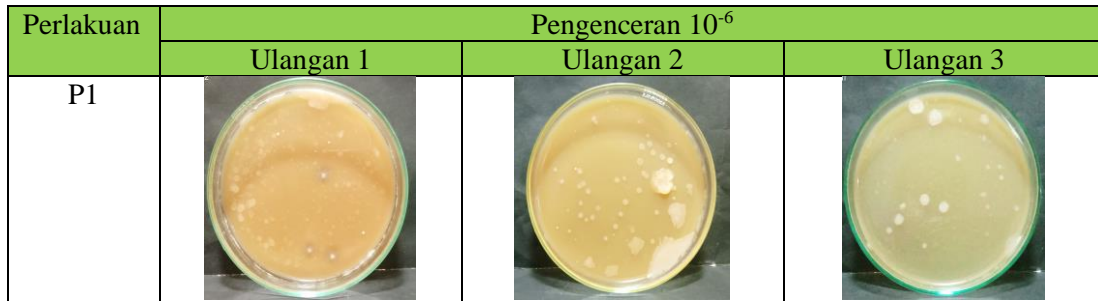 Perlakuan
Pengenceran 10⁻⁶
Ulangan 1
Ulangan 2
Ulangan 3
P1